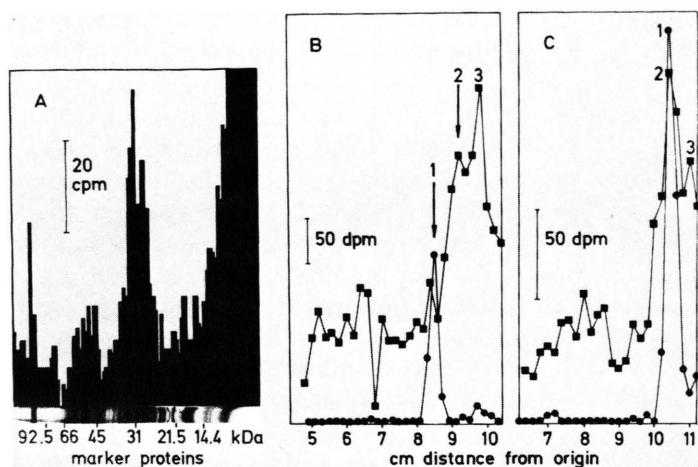 A
20
cpm
92.5 66 45 31 21.5 14.4 kDa
marker proteins
B
1
2
3
50 dpm
5 6 7 8 9 10
C
1
2
3
50 dpm
7 8 9 10 11
cm distance from origin